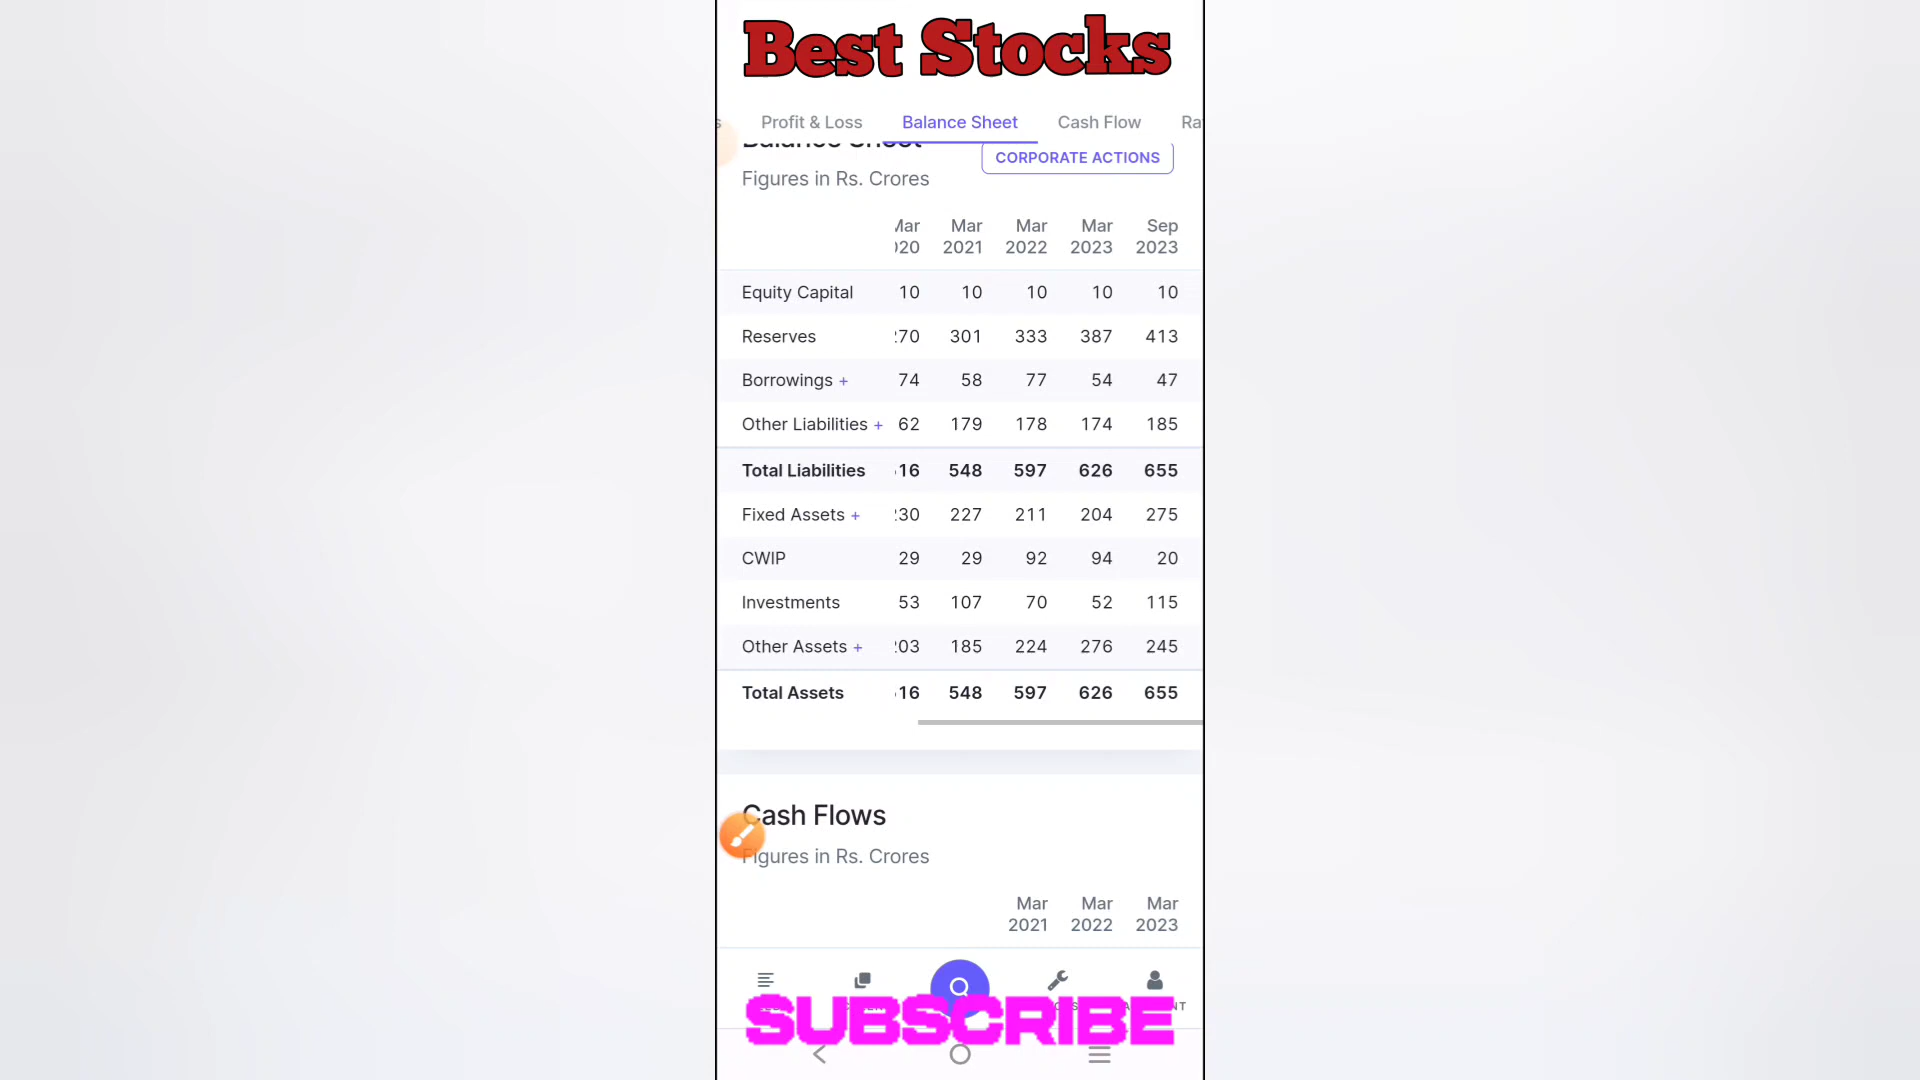 Best Stocks
Profit & Loss Balance Sheet Cash Flow
Balance Sheet
CORPORATE ACTIONS
Figures in Rs. Crores
Mar Mar Mar Sep
2021 2022 2023 2023
Equity Capital 10 10 10 10 10
Reserves 301 333 387 413
Borrowings + 74 58 77 54 47
Other Liabilities + 62 179 178 174 185
Total Liabilities 16 548 597 626 655
Fixed Assets + 227 211 204 275
CWIP 29 29 92 94 20
Investments 53 107 70 52 115
Other Assets + 185 224 276 245
Total Assets 16 548 597 626 655
Cash Flows
Figures in Rs. Crores
Mar Mar Mar
2021 2022 2023
SUBSCRIBE